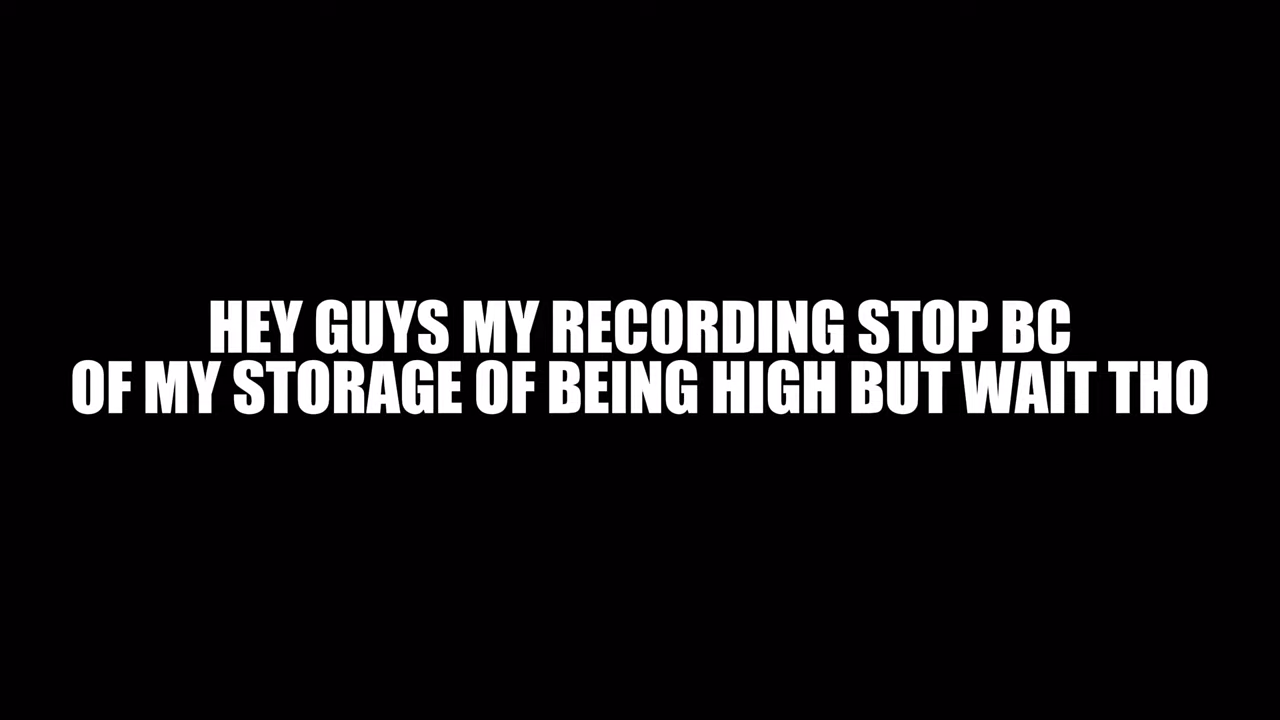 HEY GUYS MY RECORDING STOP BC
OF MY STORAGE OF BEING HIGH BUT WAIT THO